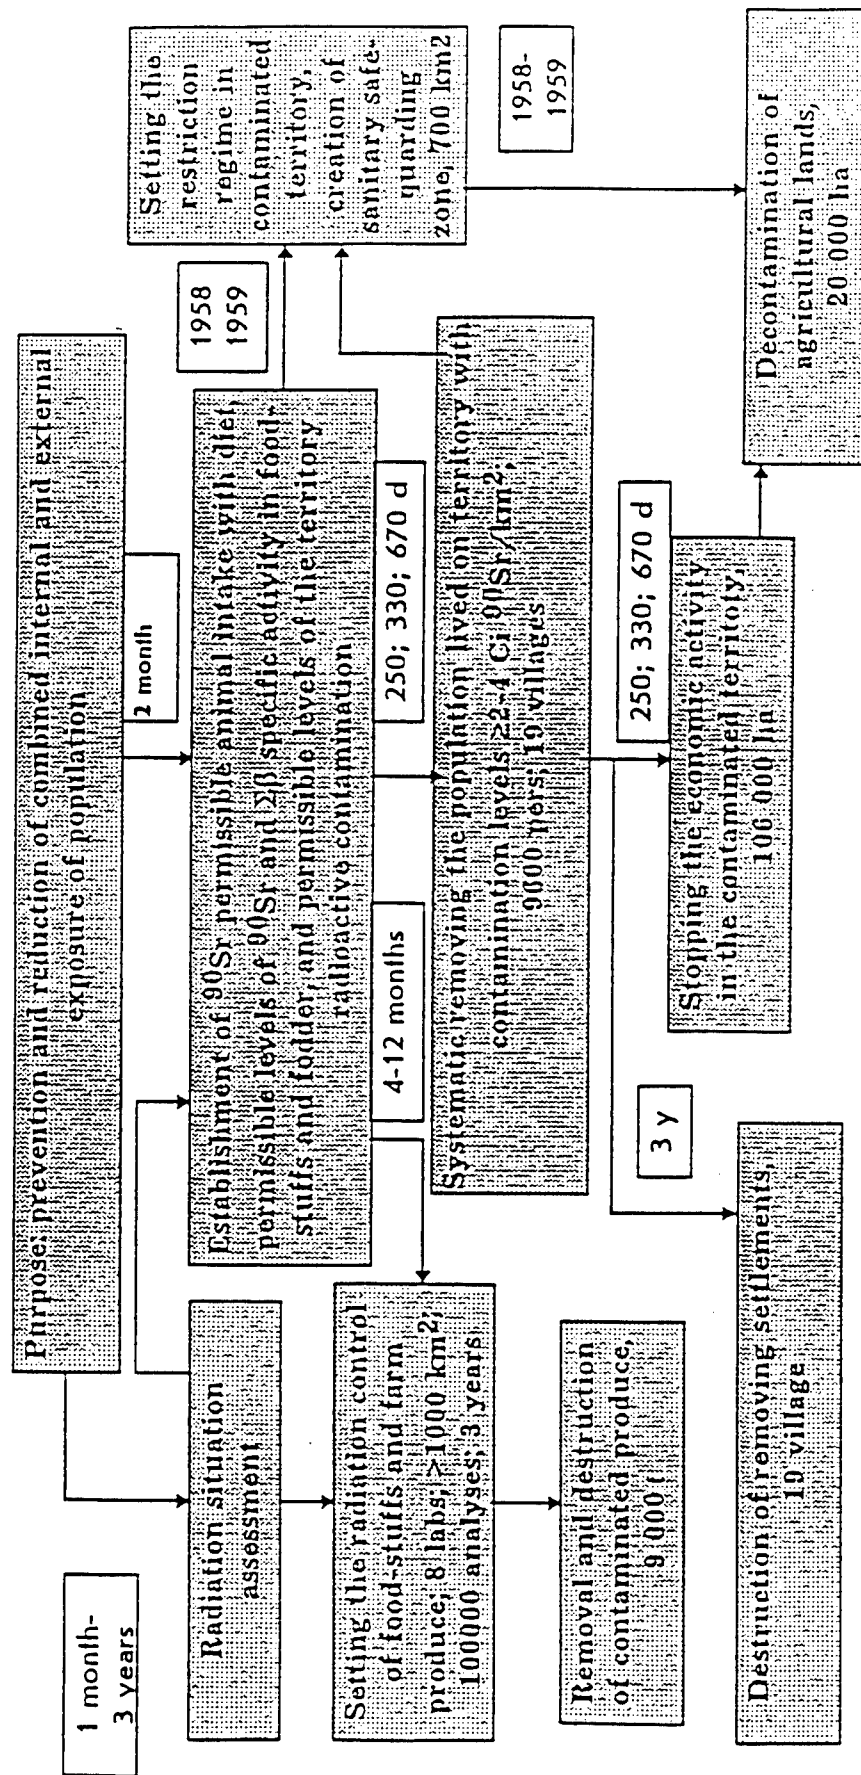 Purpose: prevention and reduction of combined internal and external
exposure of population
1 month-
3 years
2 month
Radiation situation
assessment
Establishment of 90Sr permissible animal intake with diet,
permissible levels of 90Sr and Σβ specific activity in food-
stuffs and fodder, and permissible levels of the territory
radioactive contamination
1958
1959
Setting the
restriction
regime in
contaminated
territory,
creation of
sanitary safe-
quarding
zone, 700 km2
4-12 months
250; 330; 670 d
Setting the radiation control
of food-stuffs and farm
produce; 8 labs; >1000 km2;
100000 analyses; 3 years
Systematic removing the population lived on territory with
contamination levels ≥2-4 Ci 90Sr/km2;
9600 pers; 19 villages
1958-
1959
Removal and destruction
of contaminated produce,
9 000 t
3 y
250; 330; 670 d
Stopping the economic activity
in the contaminated territoty,
106 000 ha
Destruction of removing settlements,
19 village
Decontamination of
agricultural lands,
20 000 ha